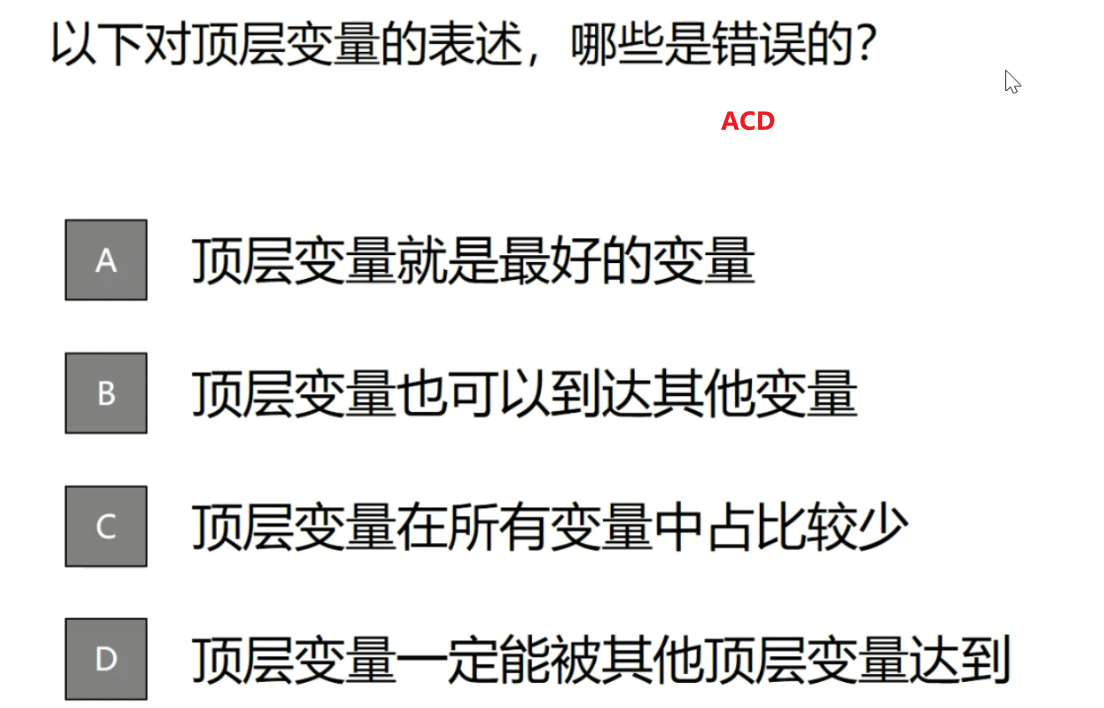 以下对顶层变量的表述，哪些是错误的？
ACD
A 顶层变量就是最好的变量
B 顶层变量也可以到达其他变量
C 顶层变量在所有变量中占比较少
D 顶层变量一定能被其他顶层变量达到